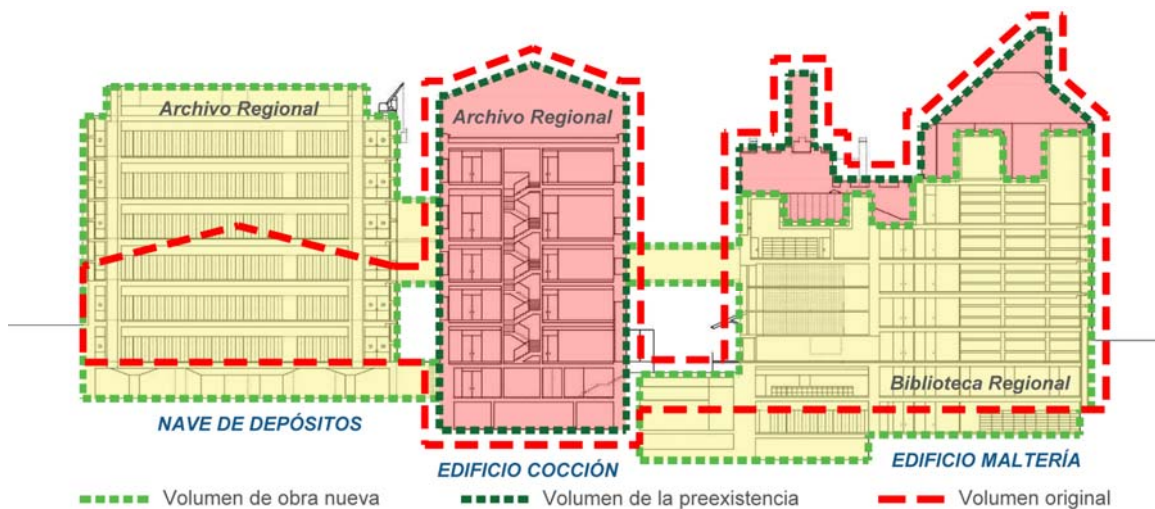 Archivo Regional
Archivo Regional
Biblioteca Regional
NAVE DE DEPÓSITOS
EDIFICIO COCCIÓN
EDIFICIO MALTERÍA
Volumen de obra nueva
Volumen de la preexistencia
Volumen original